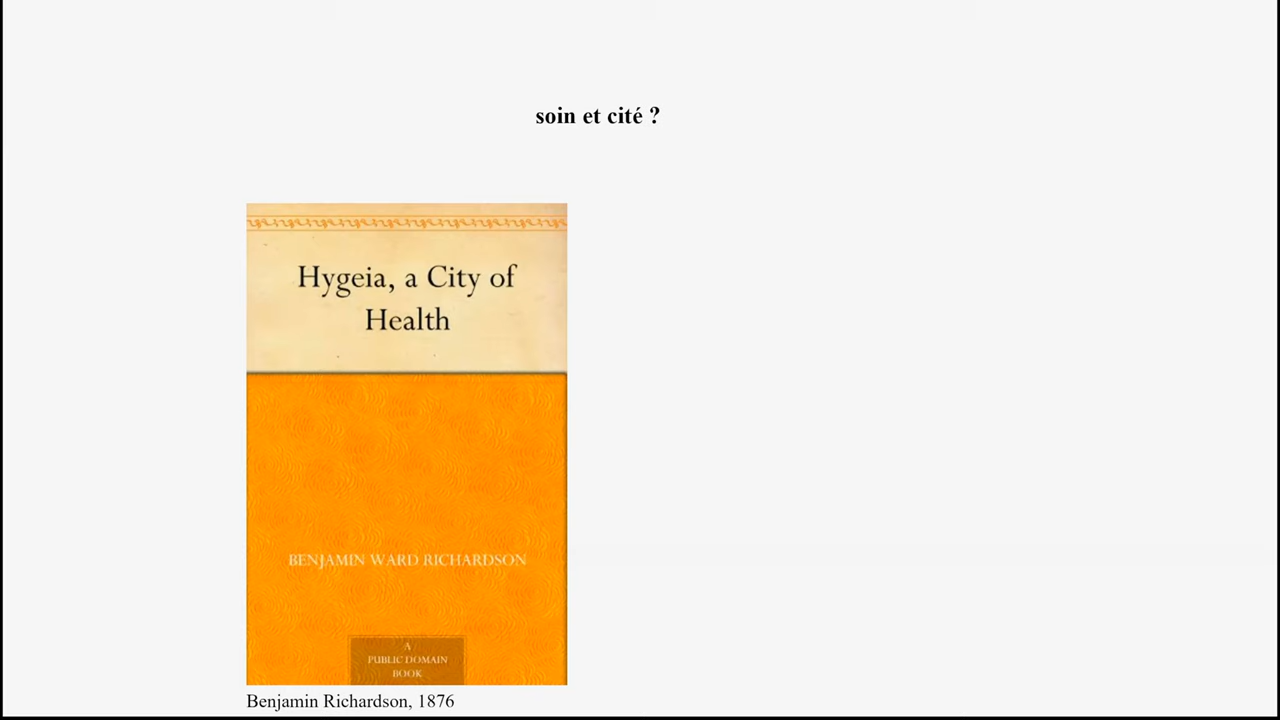 soin et cité ?
Hygeia, a City of
Health
BENJAMIN WARD RICHARDSON
A
PUBLIC DOMAIN
BOOK
Benjamin Richardson, 1876